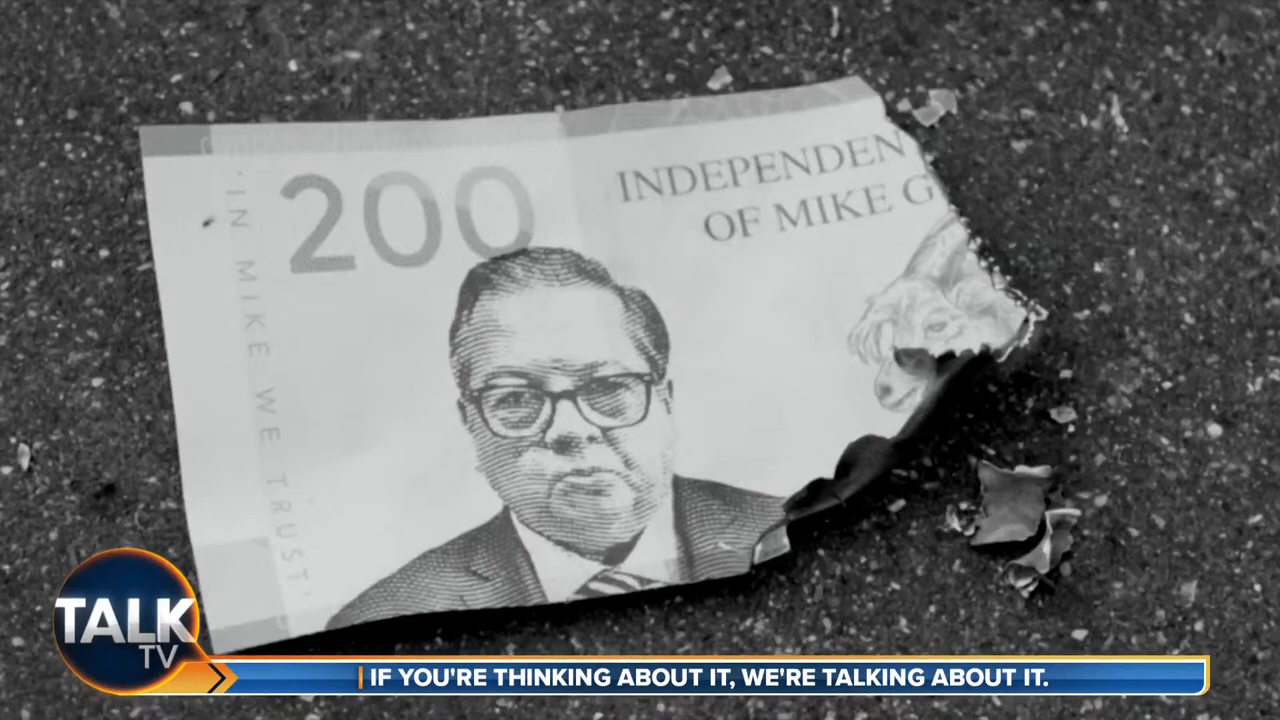 200
INDEPENDEN
OF MIKE G
'IN MIKE WE TRUST'
TALK
TV
IF YOU'RE THINKING ABOUT IT, WE'RE TALKING ABOUT IT.